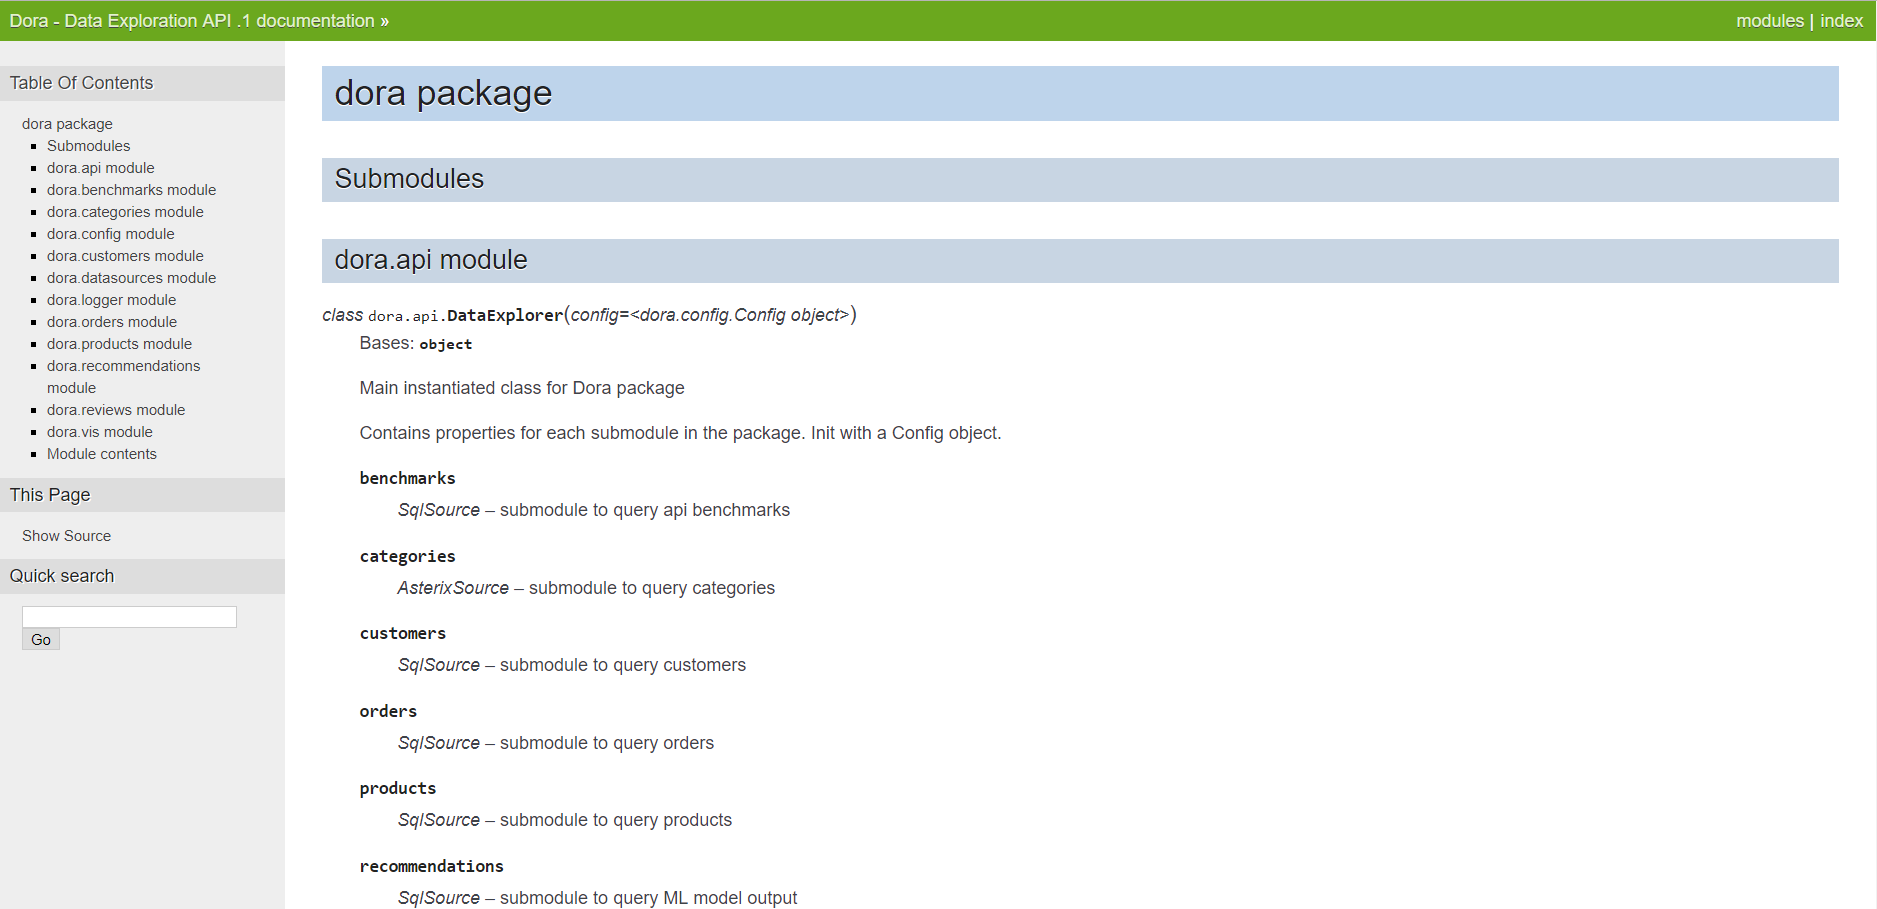 Dora - Data Exploration API .1 documentation »
modules | index
Table Of Contents
dora package
Submodules
dora.api module
dora.benchmarks module
dora.categories module
dora.config module
dora.customers module
dora.datasources module
dora.logger module
dora.orders module
dora.products module
dora.recommendations
module
dora.reviews module
dora.vis module
Module contents
This Page
Show Source
Quick search
Go
dora package
Submodules
dora.api module
class dora.api.DataExplorer(config=<dora.config.Config object>)
Bases: object
Main instantiated class for Dora package
Contains properties for each submodule in the package. Init with a Config object.
benchmarks
SqlSource – submodule to query api benchmarks
categories
AsterixSource – submodule to query categories
customers
SqlSource – submodule to query customers
orders
SqlSource – submodule to query orders
products
SqlSource – submodule to query products
recommendations
SqlSource – submodule to query ML model output